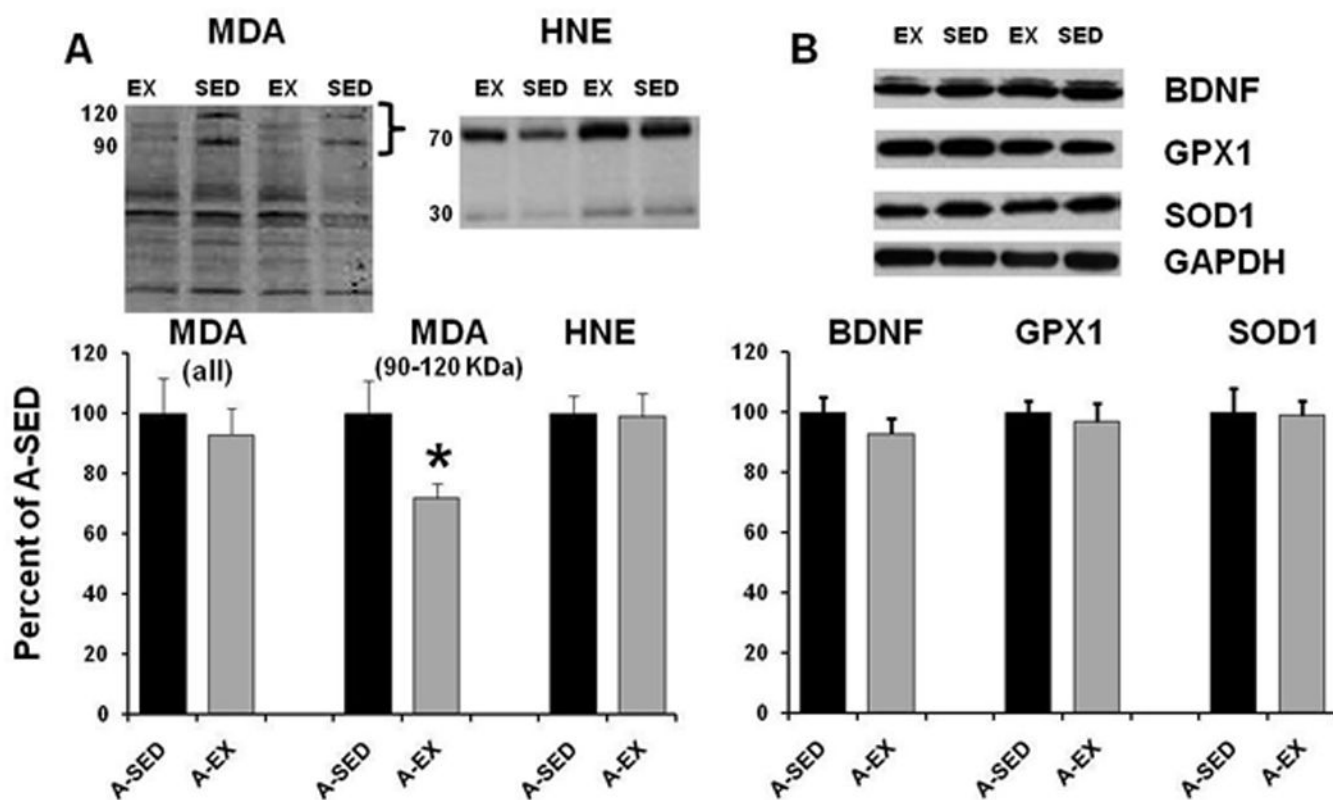 A
MDA
HNE
EX SED EX SED
120
90
EX SED EX SED
70
30
B
EX SED EX SED
BDNF
GPX1
SOD1
GAPDH
Percent of A-SED
MDA
(all)
MDA
(90-120 KDa)
HNE
120
100
80
60
40
20
0
A-SED A-EX A-SED A-EX A-SED A-EX
BDNF GPX1 SOD1
120
100
80
60
40
20
0
*
A-SED A-EX A-SED A-EX A-SED A-EX